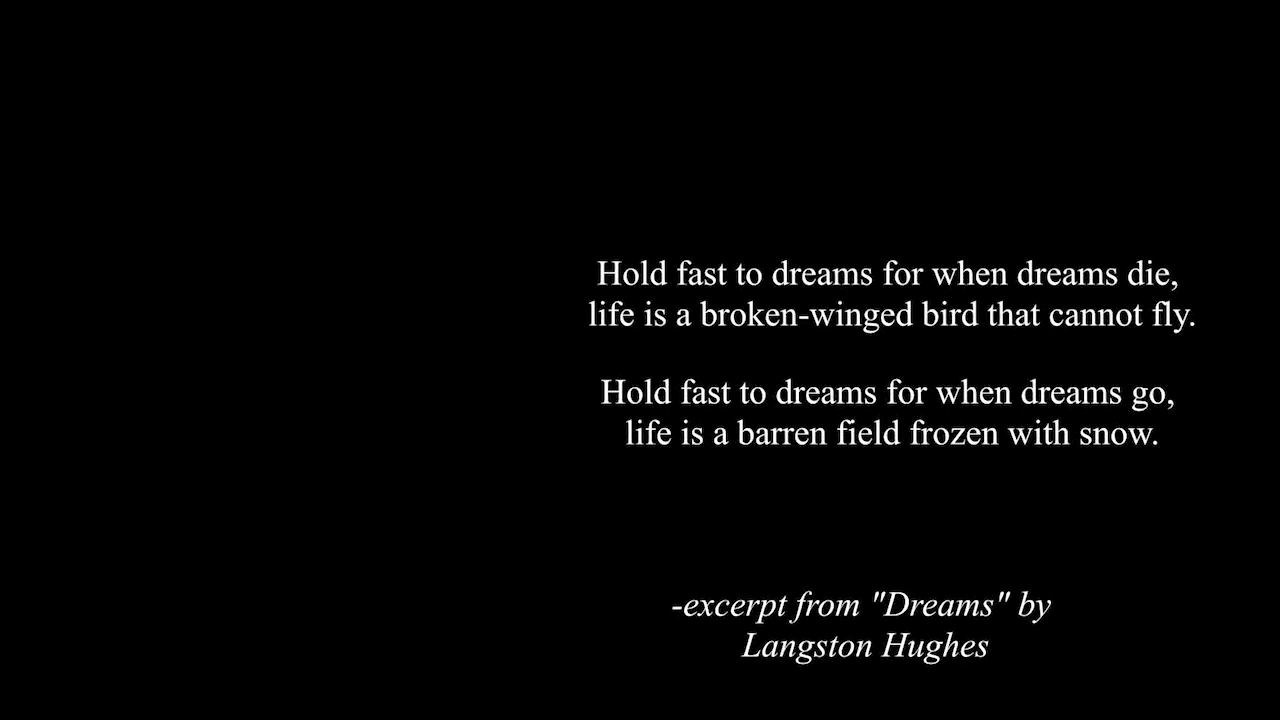 Hold fast to dreams for when dreams die,
life is a broken-winged bird that cannot fly.
Hold fast to dreams for when dreams go,
life is a barren field frozen with snow.
-excerpt from "Dreams" by
Langston Hughes